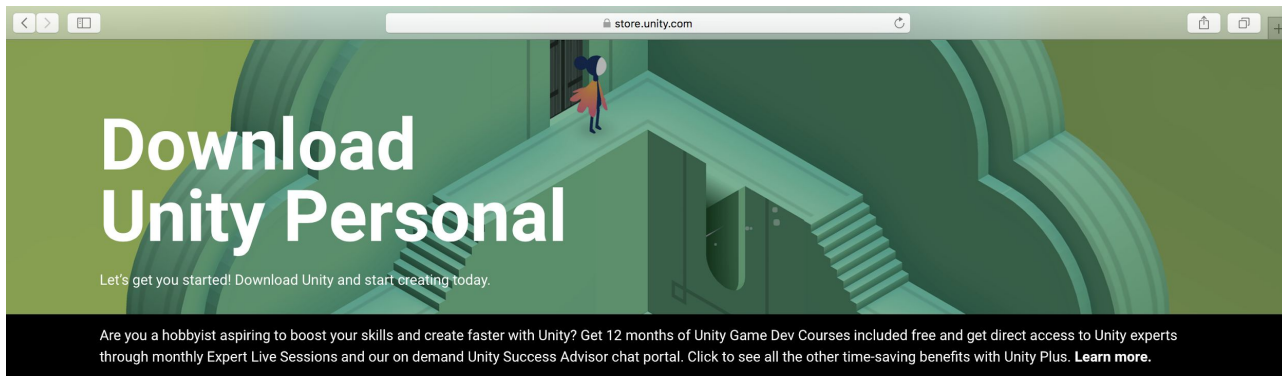 store.unity.com
Download
Unity Personal
Let's get you started! Download Unity and start creating today.
Are you a hobbyist aspiring to boost your skills and create faster with Unity? Get 12 months of Unity Game Dev Courses included free and get direct access to Unity experts
through monthly Expert Live Sessions and our on demand Unity Success Advisor chat portal. Click to see all the other time-saving benefits with Unity Plus. Learn more.